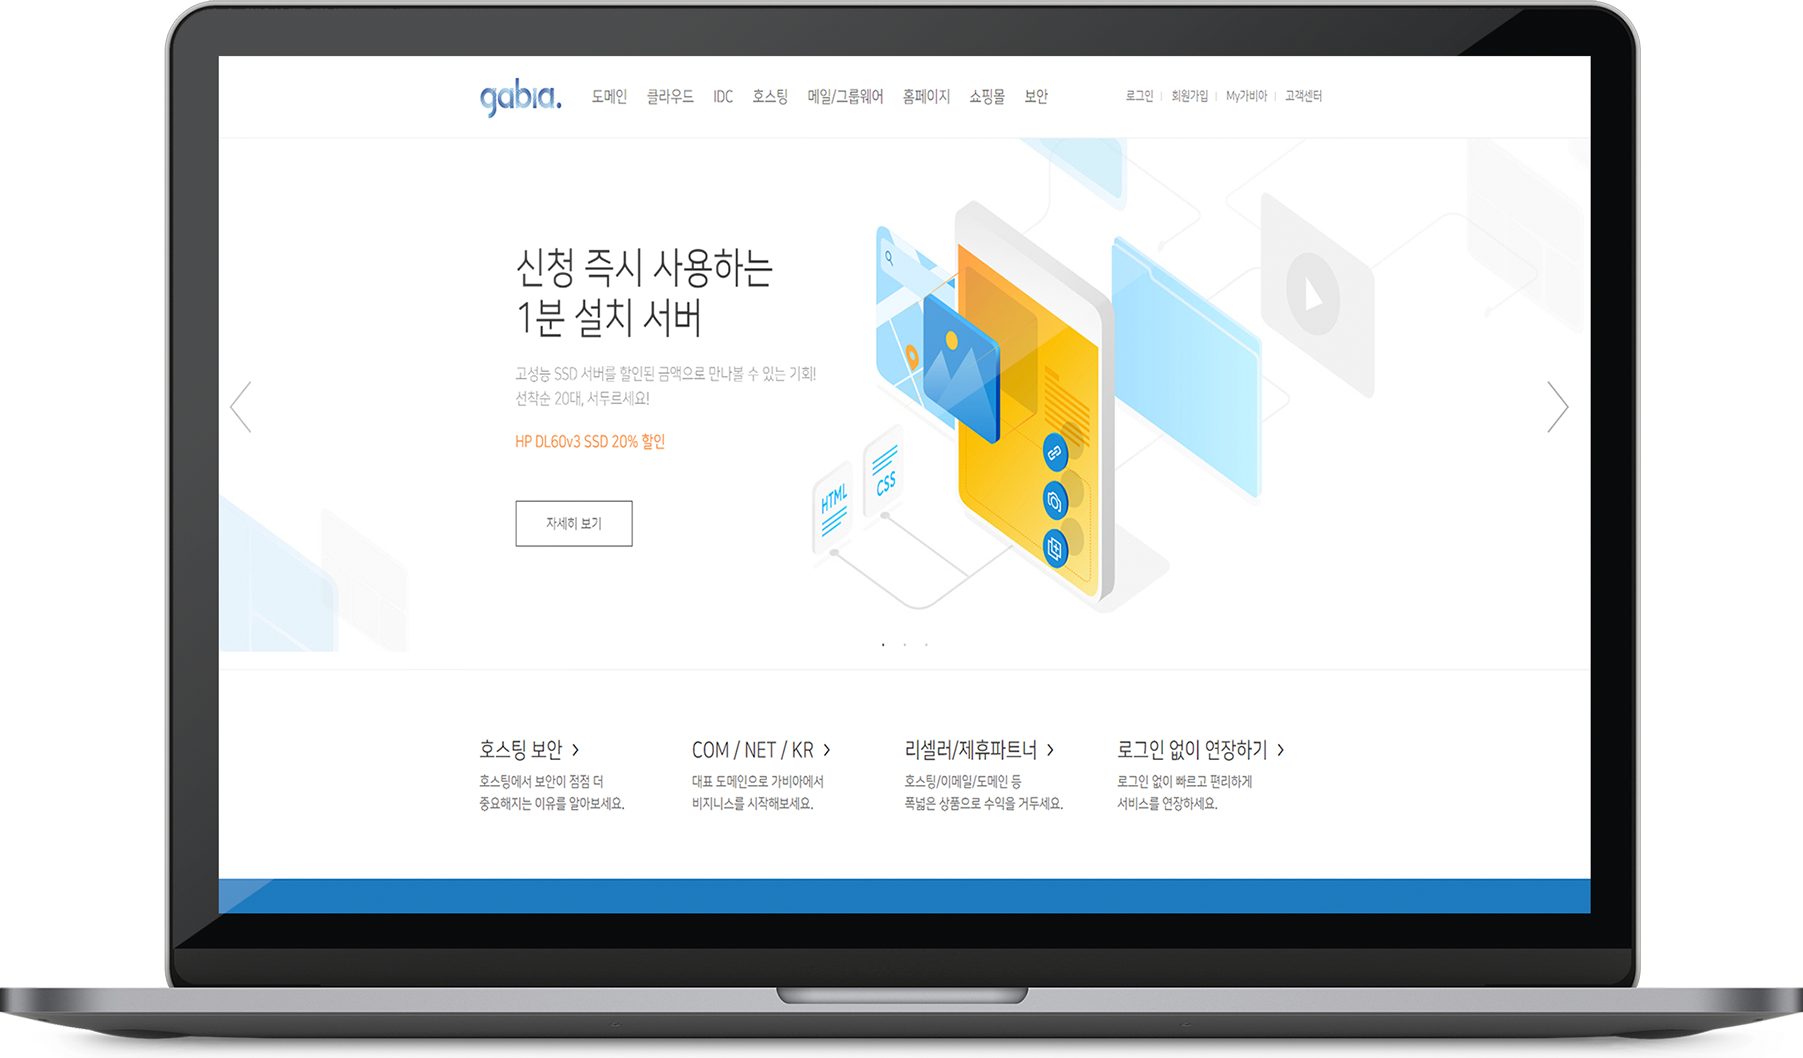 gabia.
도메인 클라우드 IDC 호스팅 메일/그룹웨어 홈페이지 쇼핑몰 보안
로그인 | 회원가입 | My가비아 | 고객센터
신청 즉시 사용하는
1분 설치 서버
고성능 SSD 서버를 할인된 금액으로 만나볼 수 있는 기회!
선착순 20대, 서두르세요!
HP DL60v3 SSD 20% 할인
자세히 보기
HTML
CSS
호스팅 보안 >
호스팅에서 보안이 점점 더
중요해지는 이유를 알아보세요.
COM / NET / KR >
대표 도메인으로 가비아에서
비지니스를 시작해보세요.
리셀러/제휴파트너 >
호스팅/이메일/도메인 등
폭넓은 상품으로 수익을 거두세요.
로그인 없이 연장하기 >
로그인 없이 빠르고 편리하게
서비스를 연장하세요.